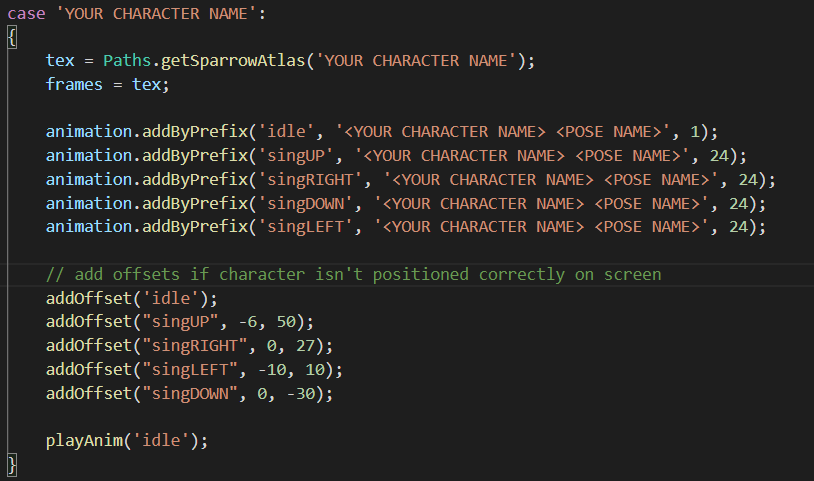 case 'YOUR CHARACTER NAME':
{
tex = Paths.getSparrowAtlas('YOUR CHARACTER NAME');
frames = tex;
animation.addByPrefix('idle', '<YOUR CHARACTER NAME> <POSE NAME>', 1);
animation.addByPrefix('singUP', '<YOUR CHARACTER NAME> <POSE NAME>', 24);
animation.addByPrefix('singRIGHT', '<YOUR CHARACTER NAME> <POSE NAME>', 24);
animation.addByPrefix('singDOWN', '<YOUR CHARACTER NAME> <POSE NAME>', 24);
animation.addByPrefix('singLEFT', '<YOUR CHARACTER NAME> <POSE NAME>', 24);
// add offsets if character isn't positioned correctly on screen
addOffset('idle');
addOffset("singUP", -6, 50);
addOffset("singRIGHT", 0, 27);
addOffset("singLEFT", -10, 10);
addOffset("singDOWN", 0, -30);
playAnim('idle');
}